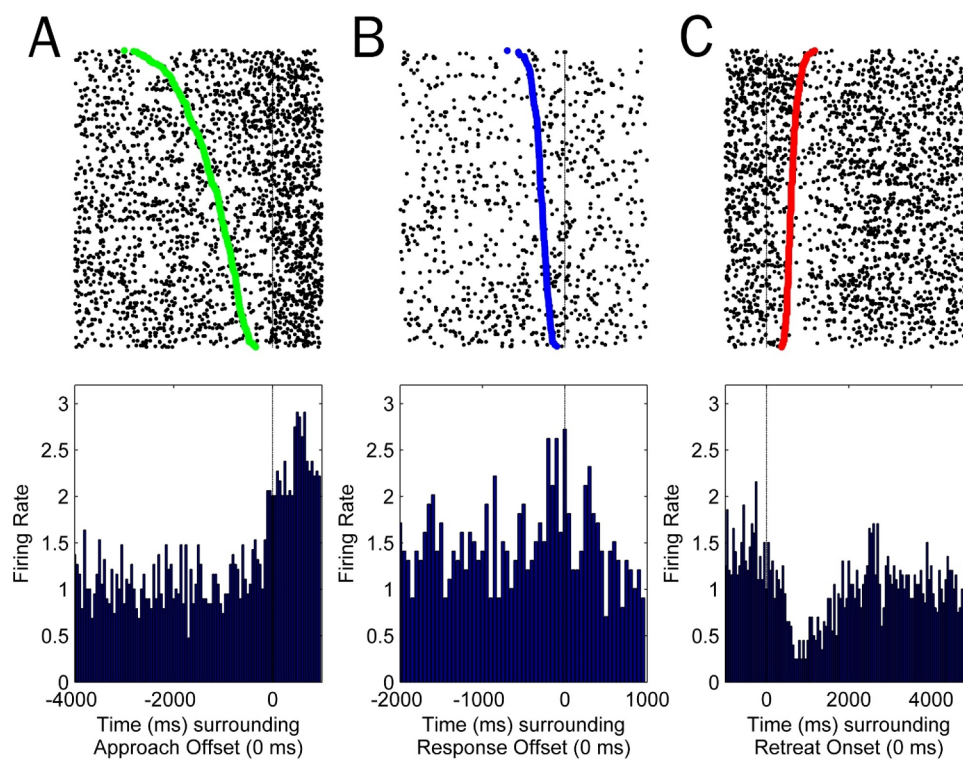 A B C
3 3 3
2.5 2.5 2.5
2 2 2
1.5 1.5 1.5
1 1 1
0.5 0.5 0.5
0 0 0
Firing Rate Firing Rate Firing Rate
-4000 -2000 0 -2000 -1000 0 1000 0 2000 4000
Time (ms) surrounding Time (ms) surrounding Time (ms) surrounding
Approach Offset (0 ms) Response Offset (0 ms) Retreat Onset (0 ms)